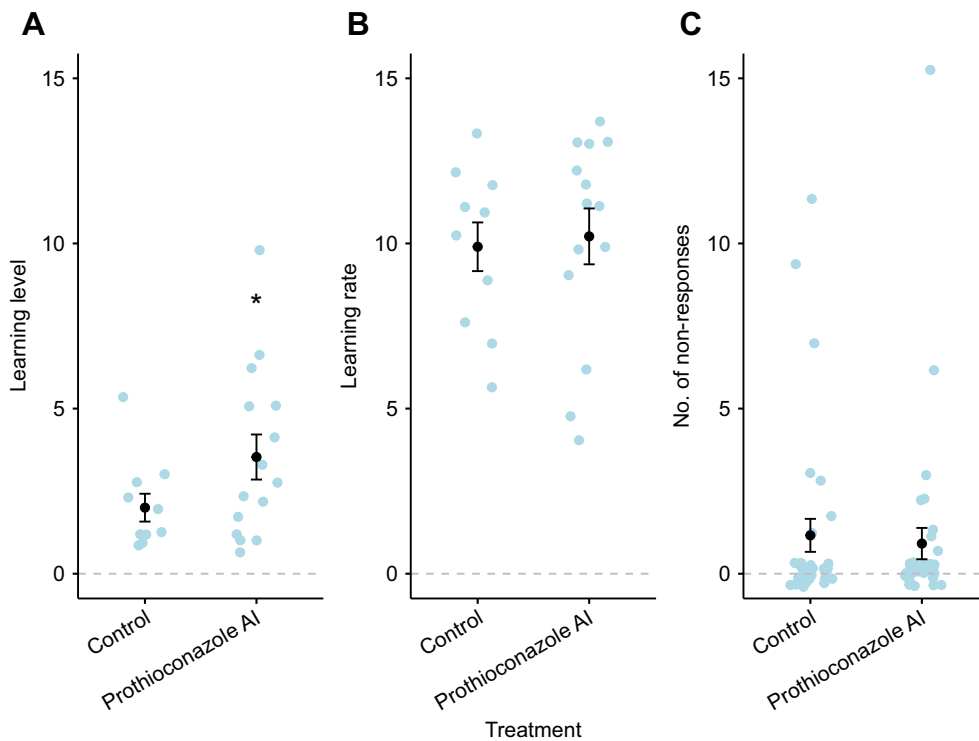 A
B
C
Learning level
15
10
5
0
*
Control
Prothioconazole AI
Learning rate
15
10
5
0
Control
Prothioconazole AI
No. of non-responses
15
10
5
0
Control
Prothioconazole AI
Treatment